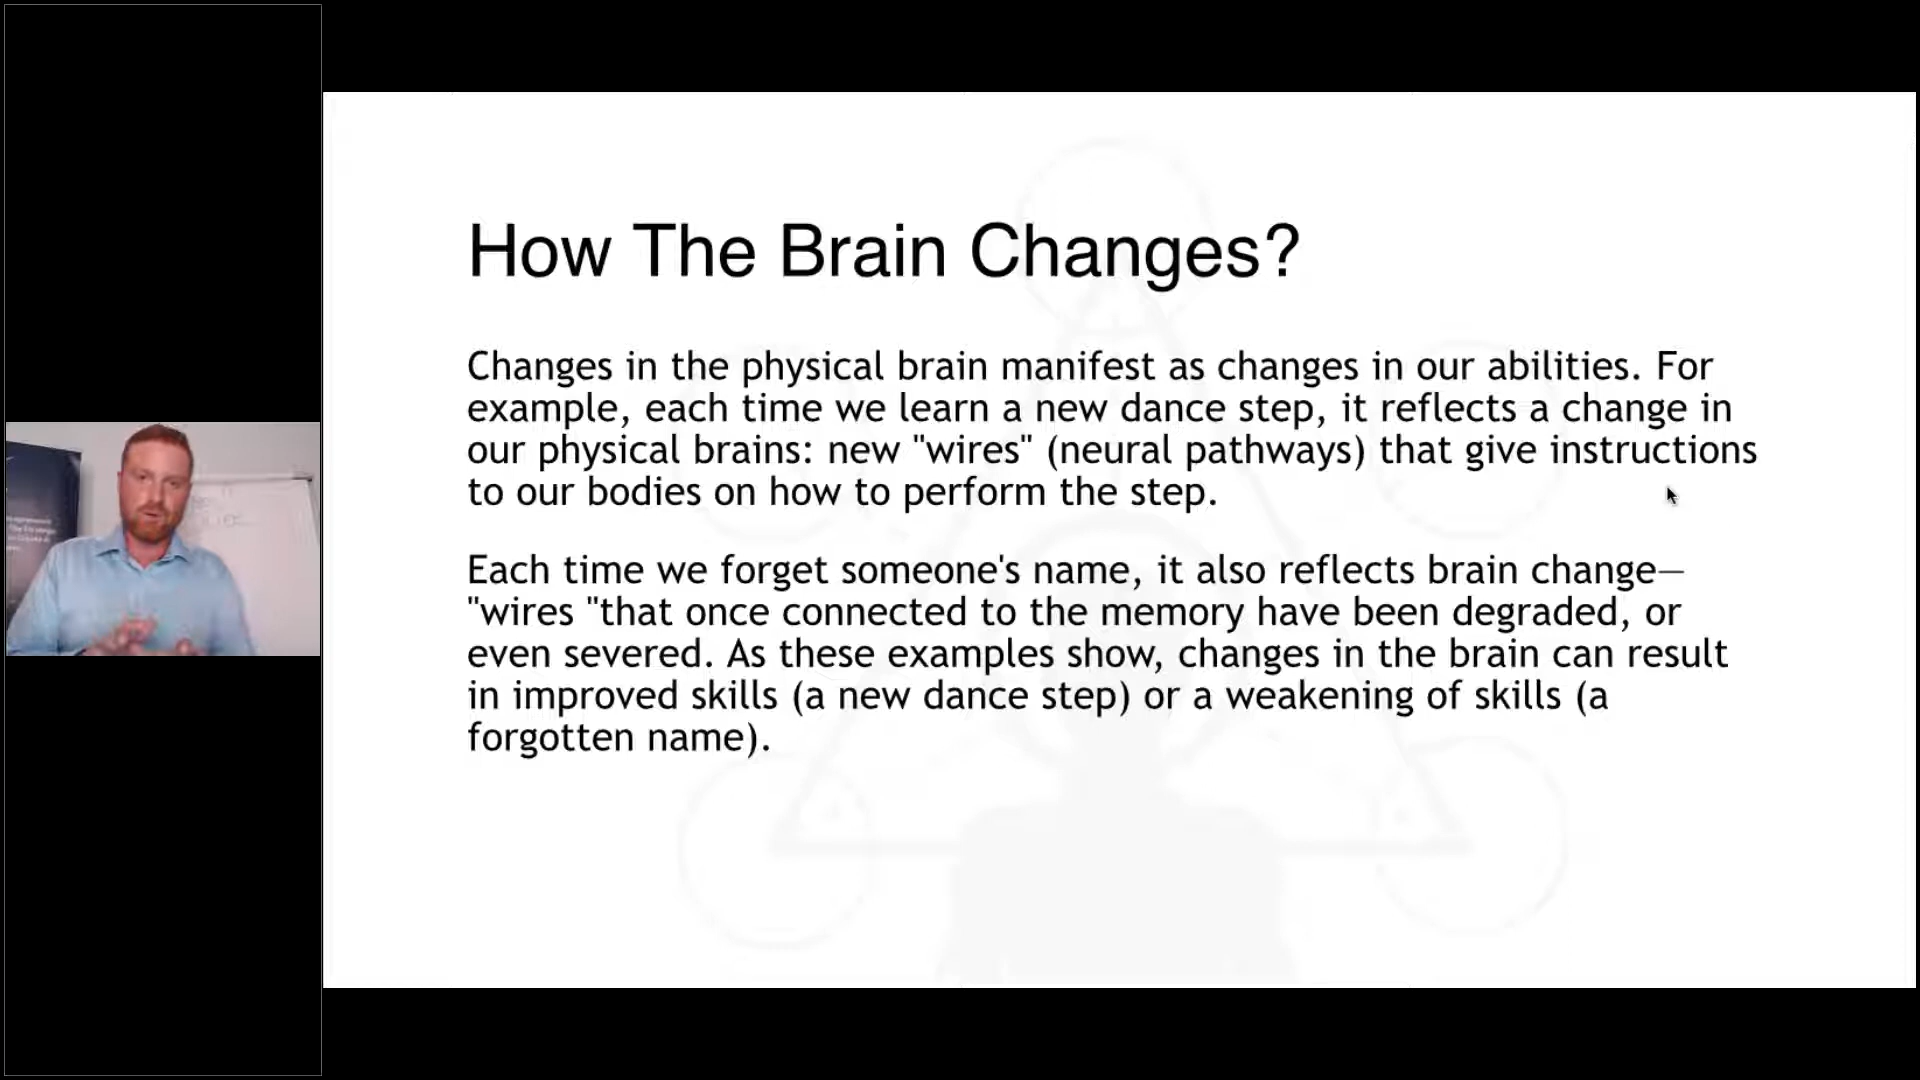 How The Brain Changes?
Changes in the physical brain manifest as changes in our abilities. For
example, each time we learn a new dance step, it reflects a change in
our physical brains: new "wires" (neural pathways) that give instructions
to our bodies on how to perform the step.
Each time we forget someone's name, it also reflects brain change—
"wires "that once connected to the memory have been degraded, or
even severed. As these examples show, changes in the brain can result
in improved skills (a new dance step) or a weakening of skills (a
forgotten name).